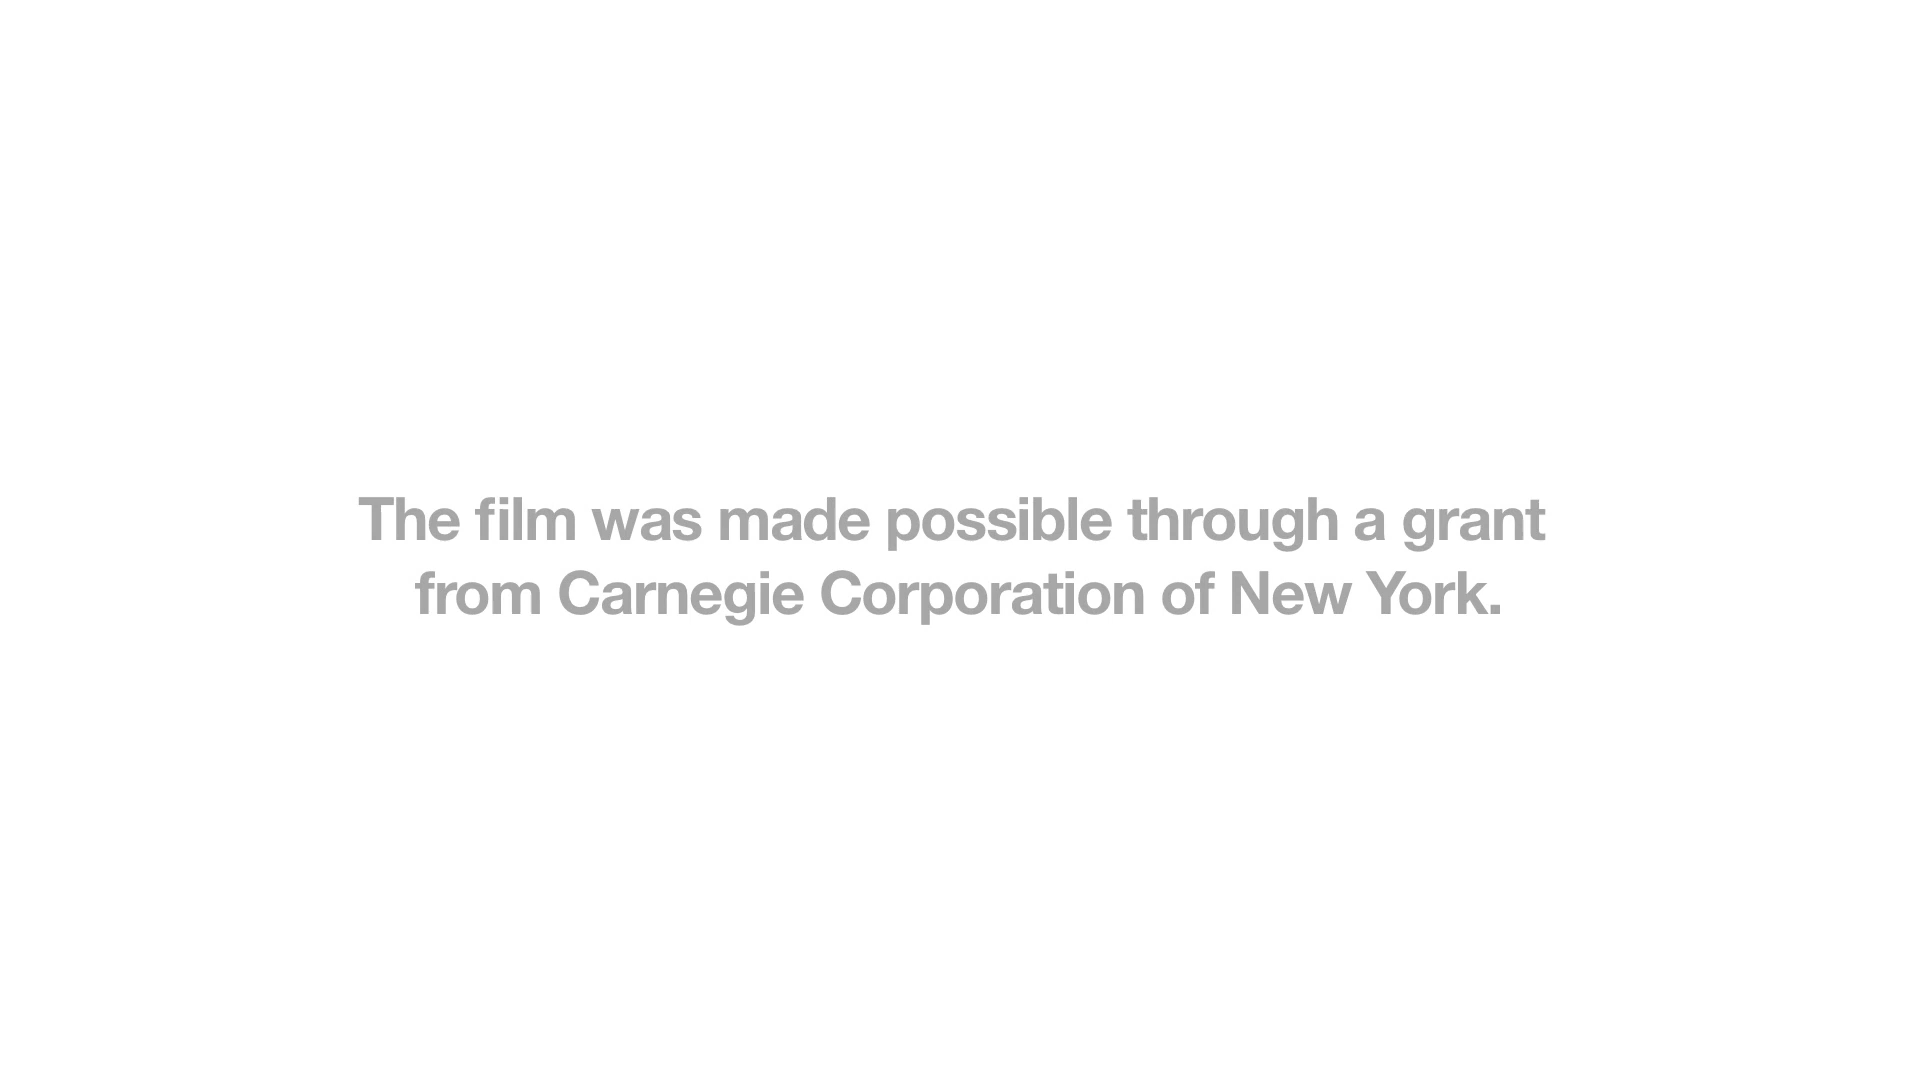 The film was made possible through a grant
from Carnegie Corporation of New York.